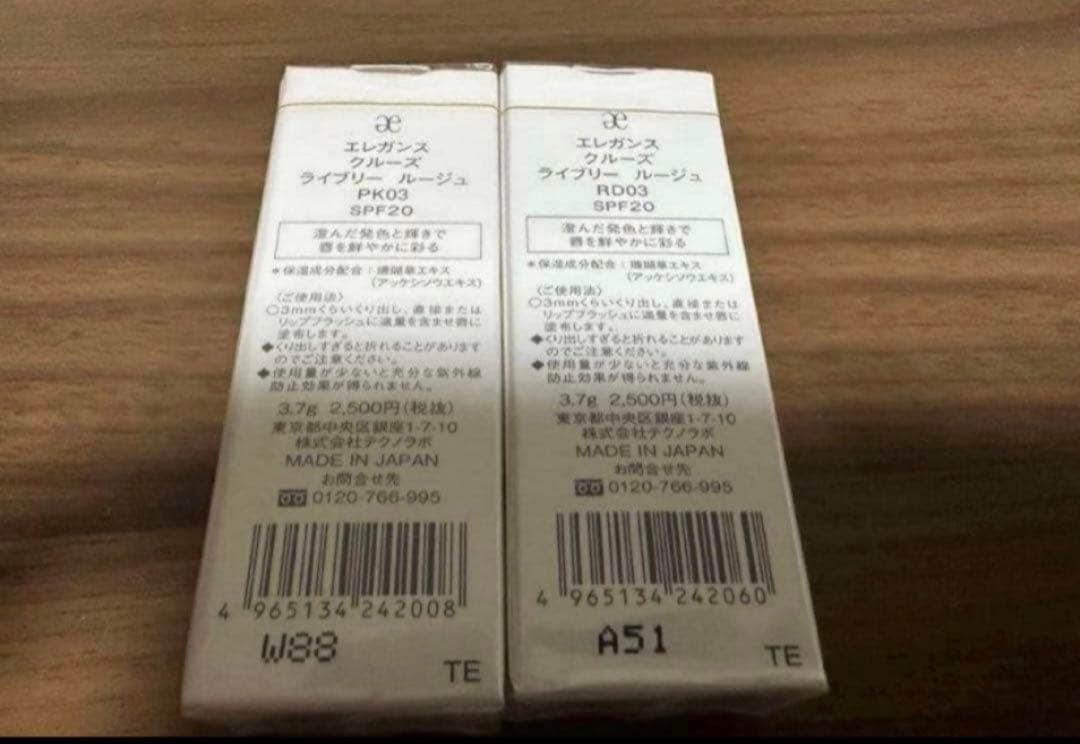 əe
エレガンス
クルーズ
ライブリー ルージュ
PK03
SPF20
澄んだ発色と輝きで
唇を鮮やかに彩る
*保湿成分配合:珊瑚草エキス
(アッケシソウエキス)
〈ご使用法〉
○3mmくらいくり出し、直接または
リップブラッシュに適量を含ませ唇に
塗布します。
◆くり出しすぎると折れることがあります
のでご注意ください。
◆使用量が少ないと充分な紫外線
防止効果が得られません。
3.7g 2,500円(税抜)
東京都中央区銀座1-7-10
株式会社テクノラボ
MADE IN JAPAN
お問合せ先
0120-766-995
4 965134 242008
W88
TE
əe
エレガンス
クルーズ
ライブリー ルージュ
RD03
SPF20
澄んだ発色と輝きで
唇を鮮やかに彩る
*保湿成分配合:珊瑚草エキス
(アッケシソウエキス)
〈ご使用法〉
○3mmくらいくり出し、直接または
リップブラッシュに適量を含ませ唇に
塗布します。
◆くり出しすぎると折れることがあります
のでご注意ください。
◆使用量が少ないと充分な紫外線
防止効果が得られません。
3.7g 2,500円(税抜)
東京都中央区銀座1-7-10
株式会社テクノラボ
MADE IN JAPAN
お問合せ先
0120-766-995
4 965134 242060
A51
TE